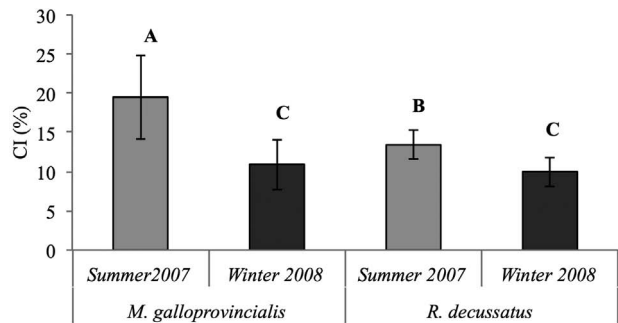 30
A
25
20
B
C
C
15
10
5
0
CI (%)
Summer2007 Winter 2008 Summer 2007 Winter 2008
M. galloprovincialis R. decussatus